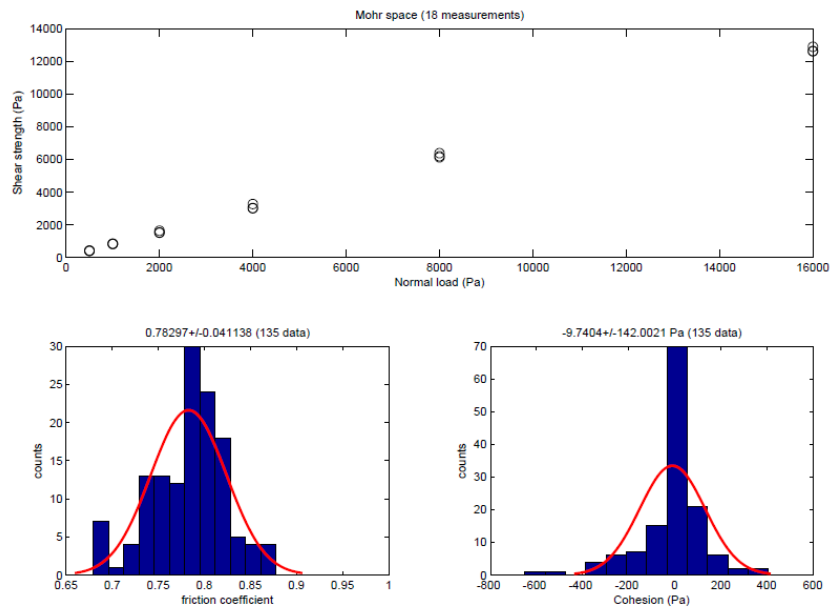 Mohr space (18 measurements)
14000
12000
10000
8000
6000
4000
2000
0
Shear strength (Pa)
0 2000 4000 6000 8000 10000 12000 14000 16000
Normal load (Pa)
0.78297+/-0.041138 (135 data)
30
25
20
15
10
5
0
counts
0.65 0.7 0.75 0.8 0.85 0.9 0.95 1
friction coefficient
-9.7404+/-142.0021 Pa (135 data)
70
60
50
40
30
20
10
0
counts
-800 -600 -400 -200 0 200 400 600
Cohesion (Pa)